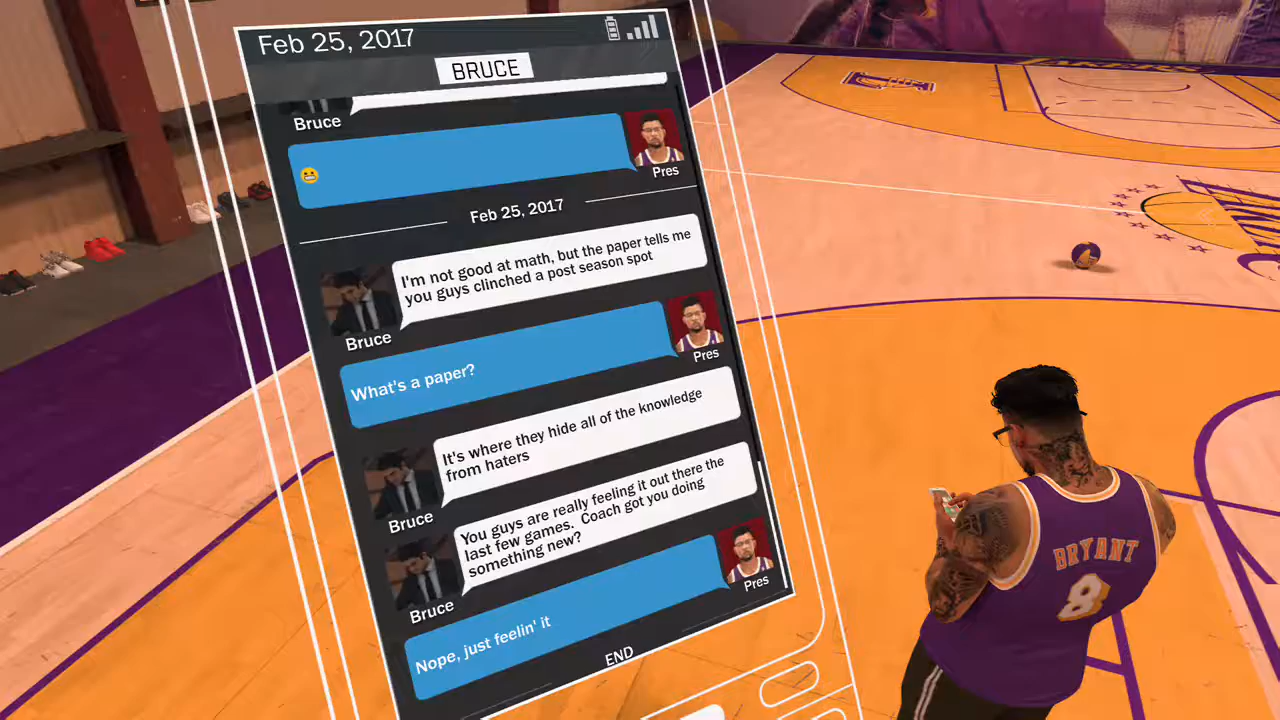 Feb 25, 2017
BRUCE
Bruce
😬
Pres
Feb 25, 2017
I'm not good at math, but the paper tells me
you guys clinched a post season spot
Bruce
What's a paper?
Pres
It's where they hide all of the knowledge
from haters
Bruce
You guys are really feeling it out there the
last few games. Coach got you doing
something new?
Bruce
Nope, just feelin' it
Pres
END
LAKERS
BRYANT
8